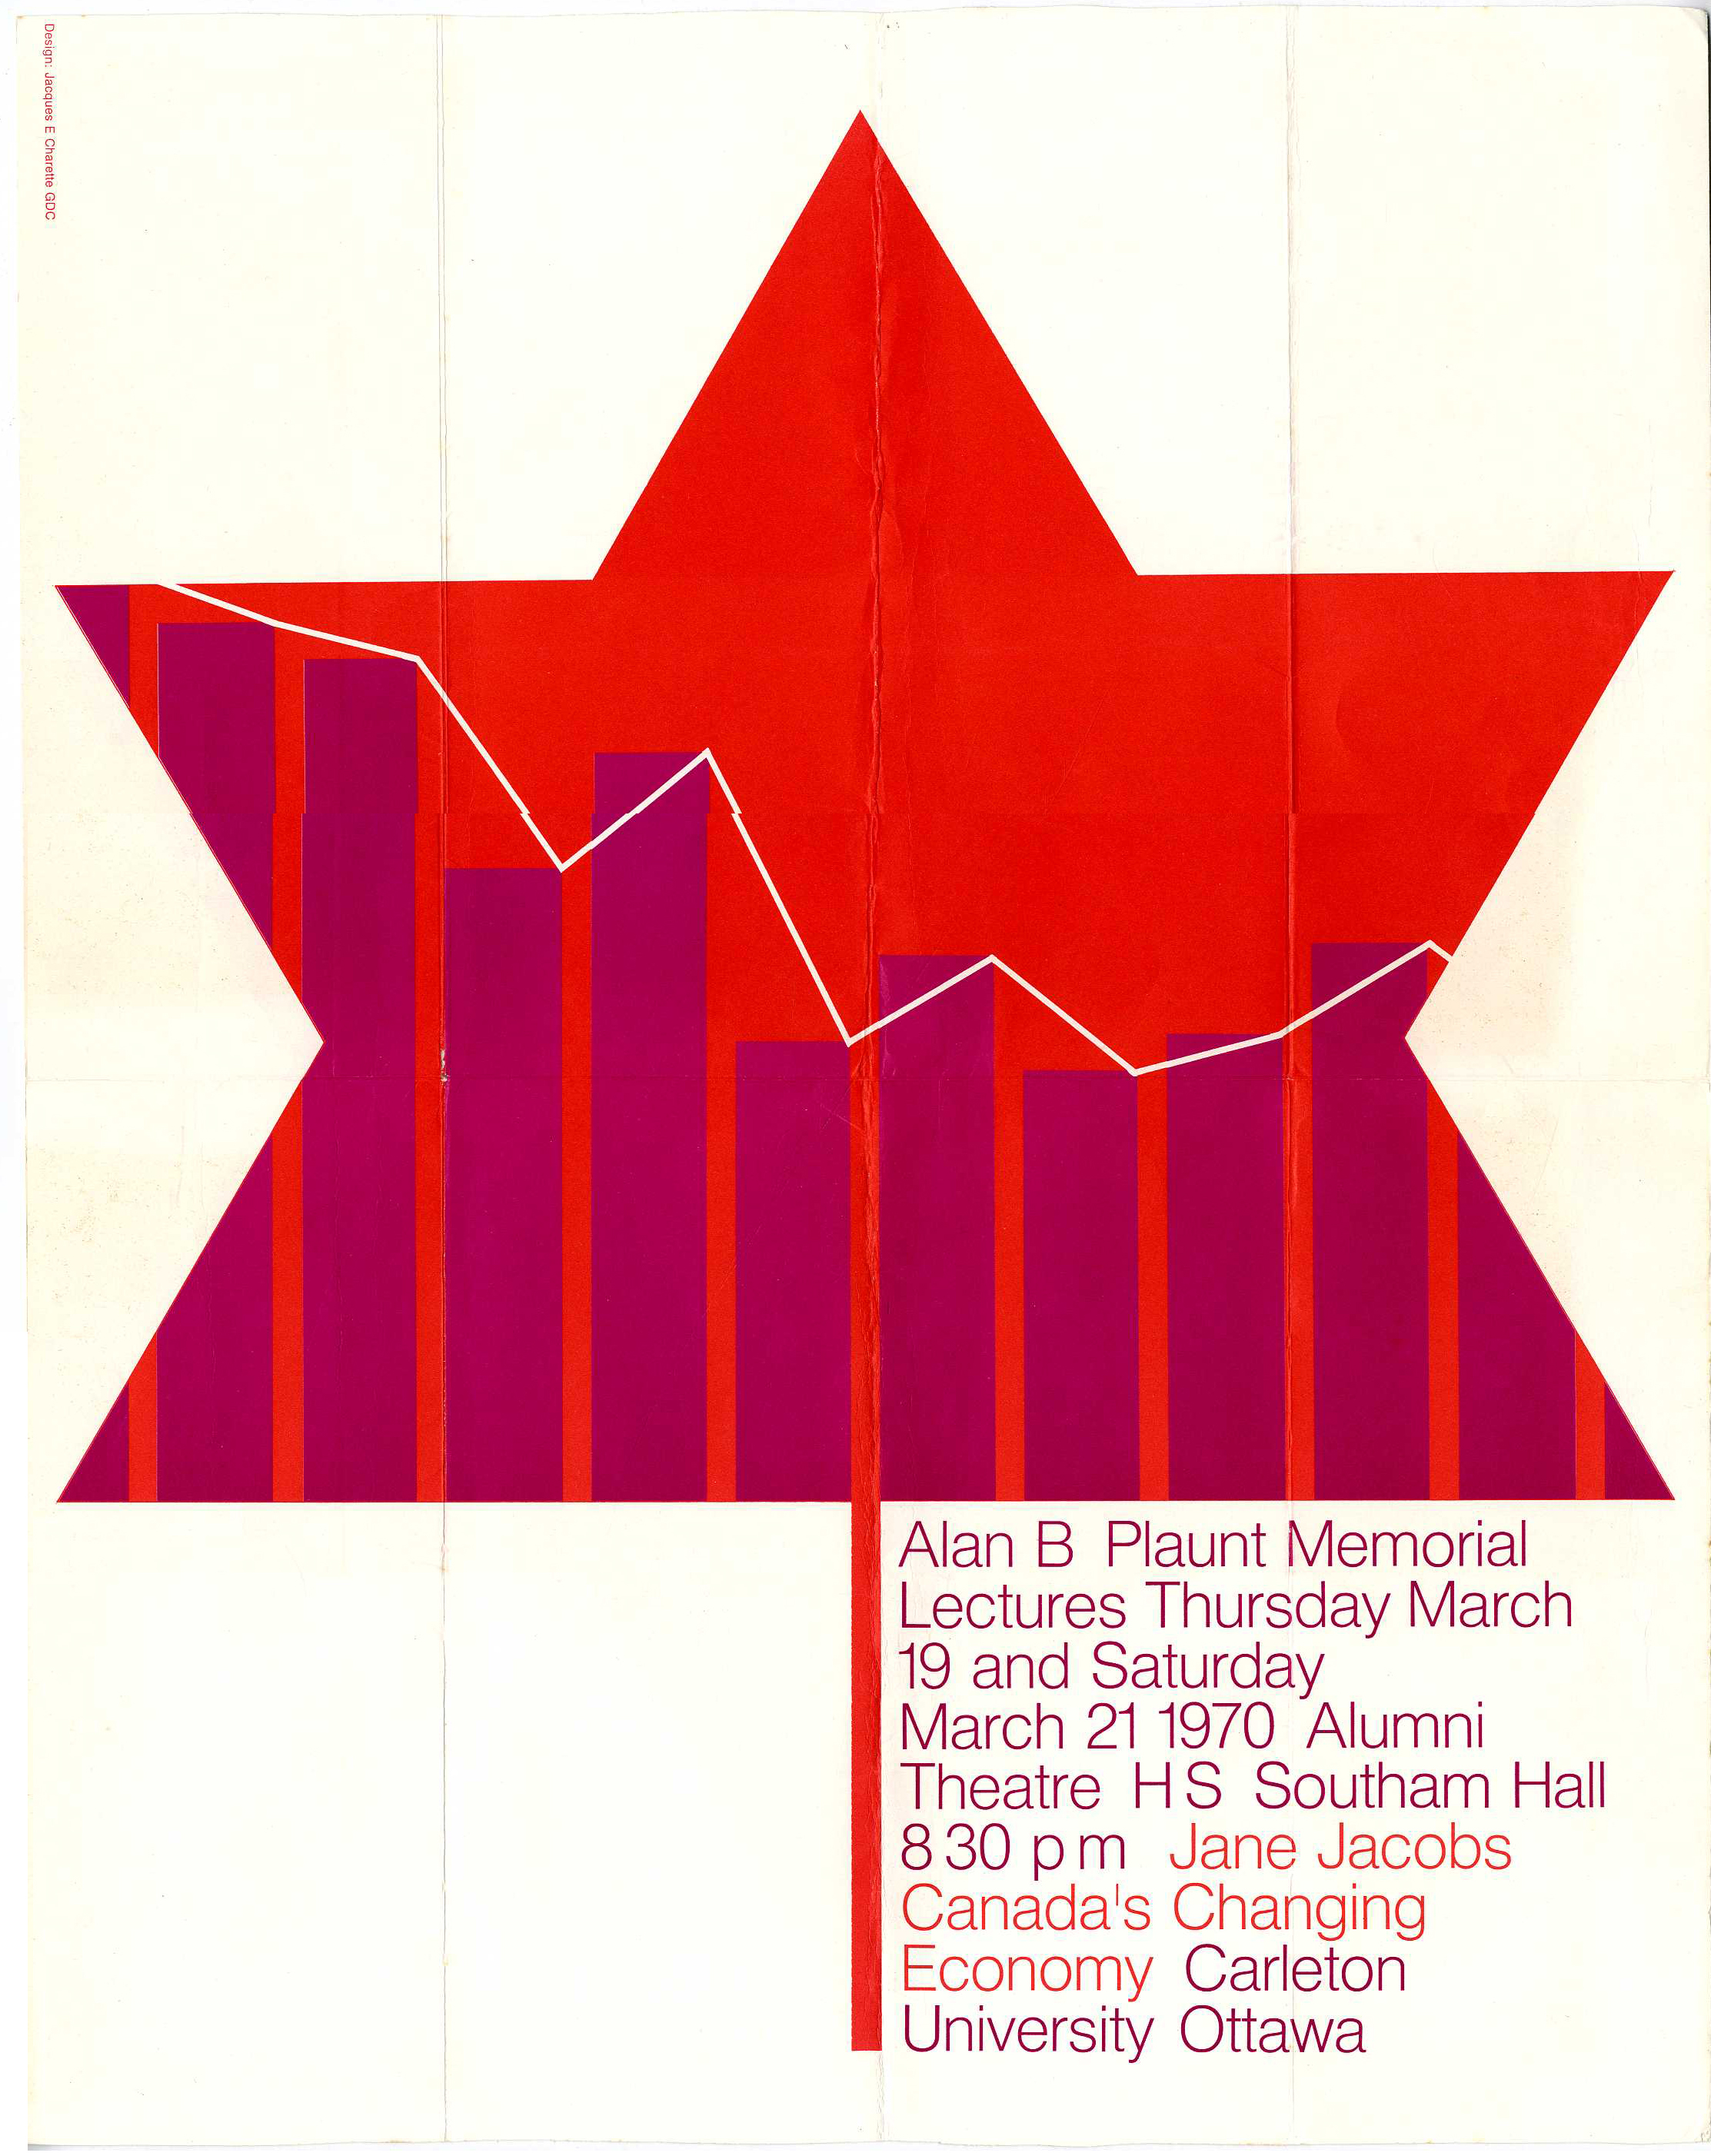 Design: Jacques E Charette GDC
Alan B Plaunt Memorial
Lectures Thursday March
19 and Saturday
March 21 1970 Alumni
Theatre H S Southam Hall
8 30 p m Jane Jacobs
Canada's Changing
Economy Carleton
University Ottawa